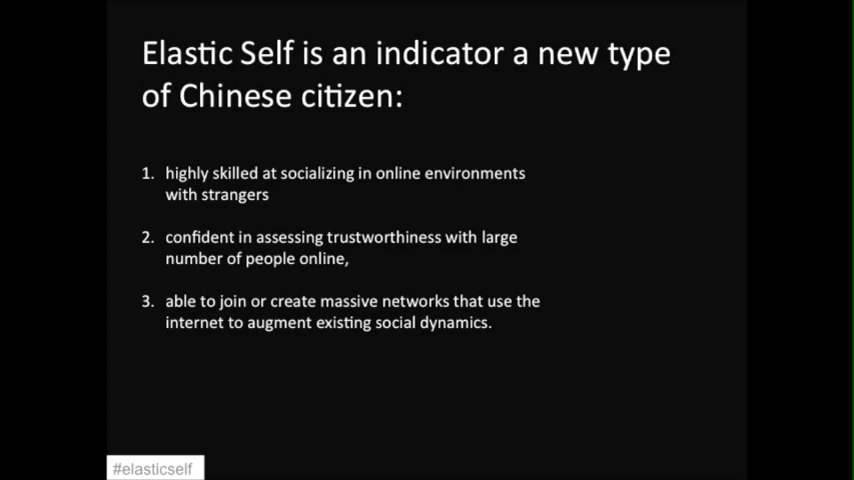 Elastic Self is an indicator a new type
of Chinese citizen:
1. highly skilled at socializing in online environments
with strangers
2. confident in assessing trustworthiness with large
number of people online,
3. able to join or create massive networks that use the
internet to augment existing social dynamics.
#elasticself